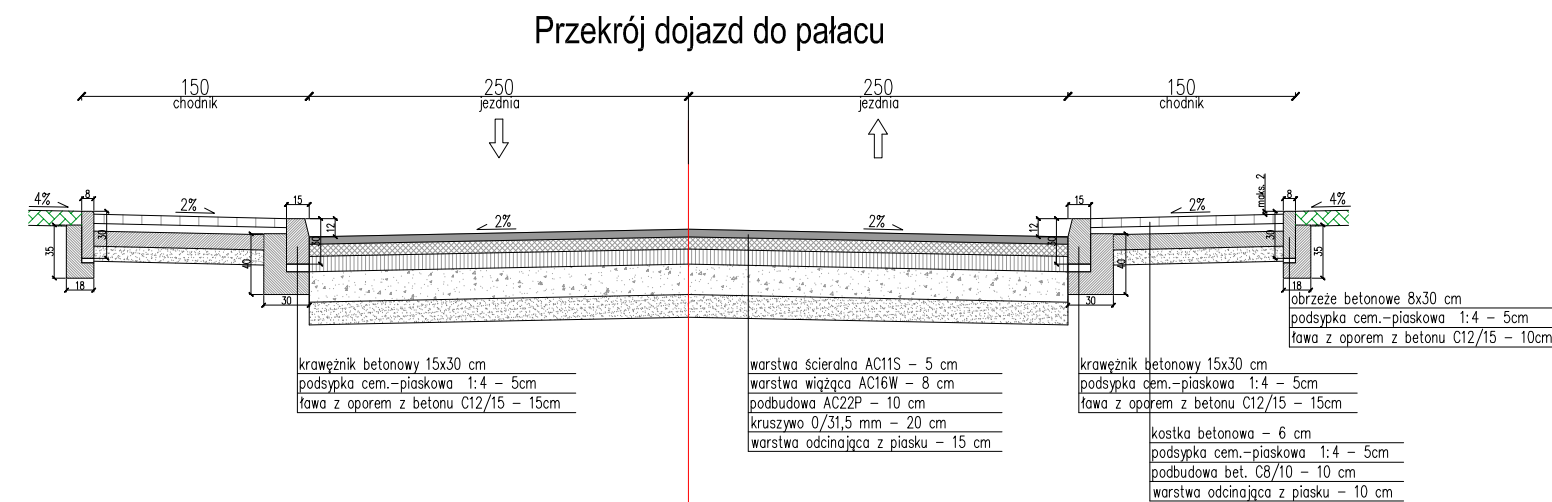 Przekrój dojazd do pałacu
150 250 250 150
chodnik jezdnia jezdnia chodnik
4% 8 2% 15 2% 2% 15 2% maks. 2 8 4%
12 12
35 30 30 30 30 35
40 40
18 30 30 18
obrzeże betonowe 8x30 cm
podsypka cem.-piaskowa 1:4 - 5cm
ława z oporem z betonu C12/15 - 10cm
krawężnik betonowy 15x30 cm
podsypka cem.-piaskowa 1:4 - 5cm
ława z oporem z betonu C12/15 - 15cm
warstwa ścieralna AC11S - 5 cm
warstwa wiążąca AC16W - 8 cm
podbudowa AC22P - 10 cm
kruszywo 0/31,5 mm - 20 cm
warstwa odcinająca z piasku - 15 cm
krawężnik betonowy 15x30 cm
podsypka cem.-piaskowa 1:4 - 5cm
ława z oporem z betonu C12/15 - 15cm
kostka betonowa - 6 cm
podsypka cem.-piaskowa 1:4 - 5cm
podbudowa bet. C8/10 - 10 cm
warstwa odcinająca z piasku - 10 cm